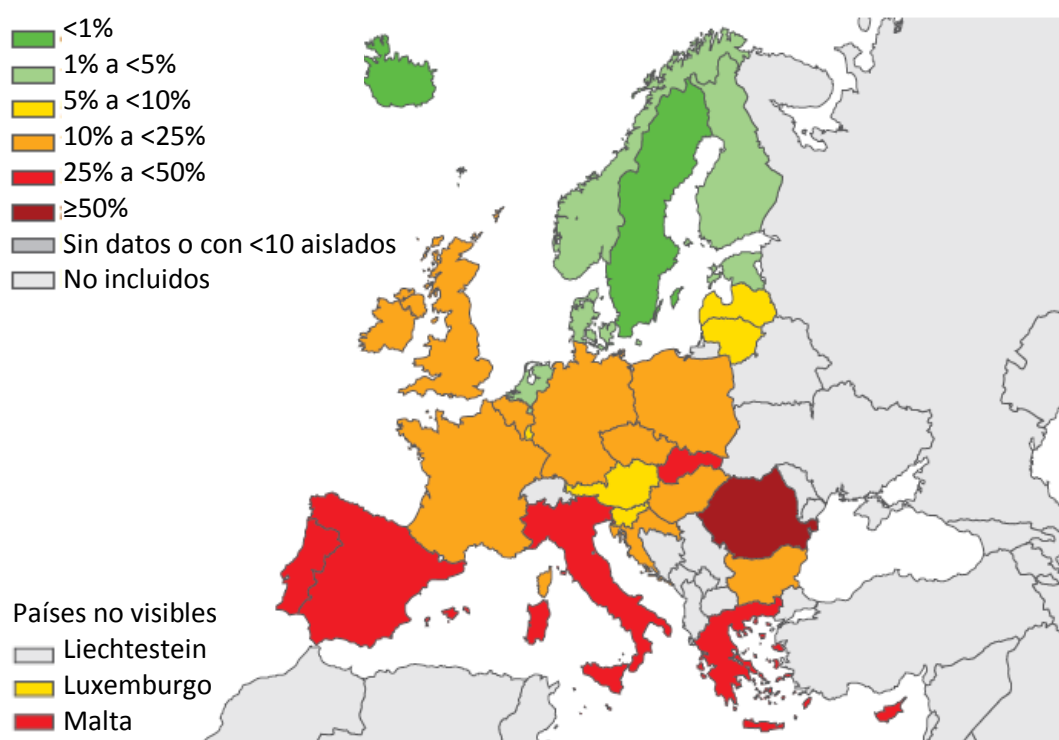 <1%
1% a <5%
5% a <10%
10% a <25%
25% a <50%
≥50%
Sin datos o con <10 aislados
No incluidos
Países no visibles
Liechtestein
Luxemburgo
Malta